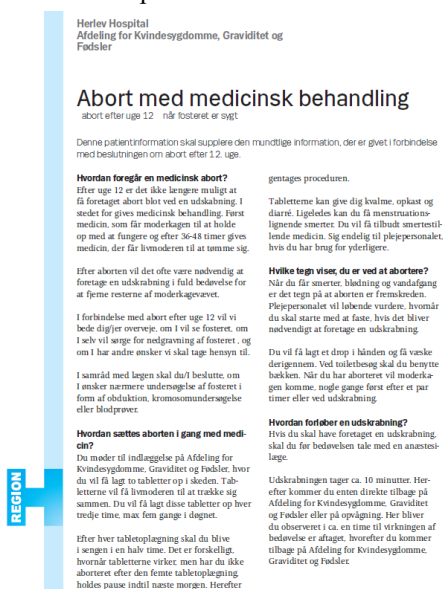 Herlev Hospital
Afdeling for Kvindesygdomme, Graviditet og
Fødsler
Abort med medicinsk behandling
abort efter uge 12 når fosteret er sygt
Denne patientinformation skal supplere den mundtlige information, der er givet i forbindelse
med beslutningen om abort efter 12. uge.
Hvordan foregår en medicinsk abort?
Efter uge 12 er det ikke længere muligt at
få foretaget abort blot ved en udskrabning. I
stedet for gives medicinsk behandling. Først
medicin, som får moderkagen til at holde
op med at fungere og efter 36-48 timer gives
medicin, der får livmoderen til at tømme sig.
Efter aborten vil det ofte være nødvendig at
foretage en udskrabning i fuld bedøvelse for
at fjerne resterne af moderkagevævet.
I forbindelse med abort efter uge 12 vil vi
bede dig/jer overveje, om I vil se fosteret, om
I selv vil sørge for nedgravning af fosteret , og
om I har andre ønsker vi skal tage hensyn til.
I samråd med lægen skal du/I beslutte, om
I ønsker nærmere undersøgelse af fosteret i
form af obduktion, kromosomundersøgelse
eller blodprøver.
Hvordan sættes aborten i gang med medi-
cin?
Du møder til indlæggelse på Afdeling for
Kvindesygdomme, Graviditet og Fødsler, hvor
du vil få lagt to tabletter op i skeden. Tab-
letterne vil få livmoderen til at trække sig
sammen. Du vil få lagt disse tabletter op hver
tredje time, max fem gange i døgnet.
Efter hver tabletoplægning skal du blive
i sengen i en halv time. Det er forskelligt,
hvornår tabletterne virker, men har du ikke
aborteret efter den femte tabletoplægning,
holdes pause indtil næste morgen. Herefter
gentages proceduren.
Tabletterne kan give dig kvalme, opkast og
diarré. Ligeledes kan du få menstruations-
lignende smerter. Du vil få tilbudt smertestil-
lende medicin. Sig endelig til plejepersonalet,
hvis du har brug for yderligere.
Hvilke tegn viser, du er ved at abortere?
Når du får smerter, blødning og vandafgang
er det tegn på at aborten er fremskreden.
Plejepersonalet vil løbende vurdere, hvornår
du skal starte med at faste, hvis det bliver
nødvendigt at foretage en udskrabning.
Du vil få lagt et drop i hånden og få væske
derigennem. Ved toiletbesøg skal du benytte
bækken. Når du har aborteret vil moderka-
gen komme, nogle gange først efter et par
timer eller ved udskrabning.
Hvordan forløber en udskrabning?
Hvis du skal have foretaget en udskrabning,
skal du før bedøvelsen tale med en anæstesi-
læge.
Udskrabningen tager ca. 10 minutter. Her-
efter kommer du enten direkte tilbage på
Afdeling for Kvindesygdomme, Graviditet
og Fødsler eller på opvågning. Her bliver
du observeret i ca. en time til virkningen af
bedøvelse er aftaget, hvorefter du kommer
tilbage på Afdeling for Kvindesygdomme,
Graviditet og Fødsler.
REGION
H